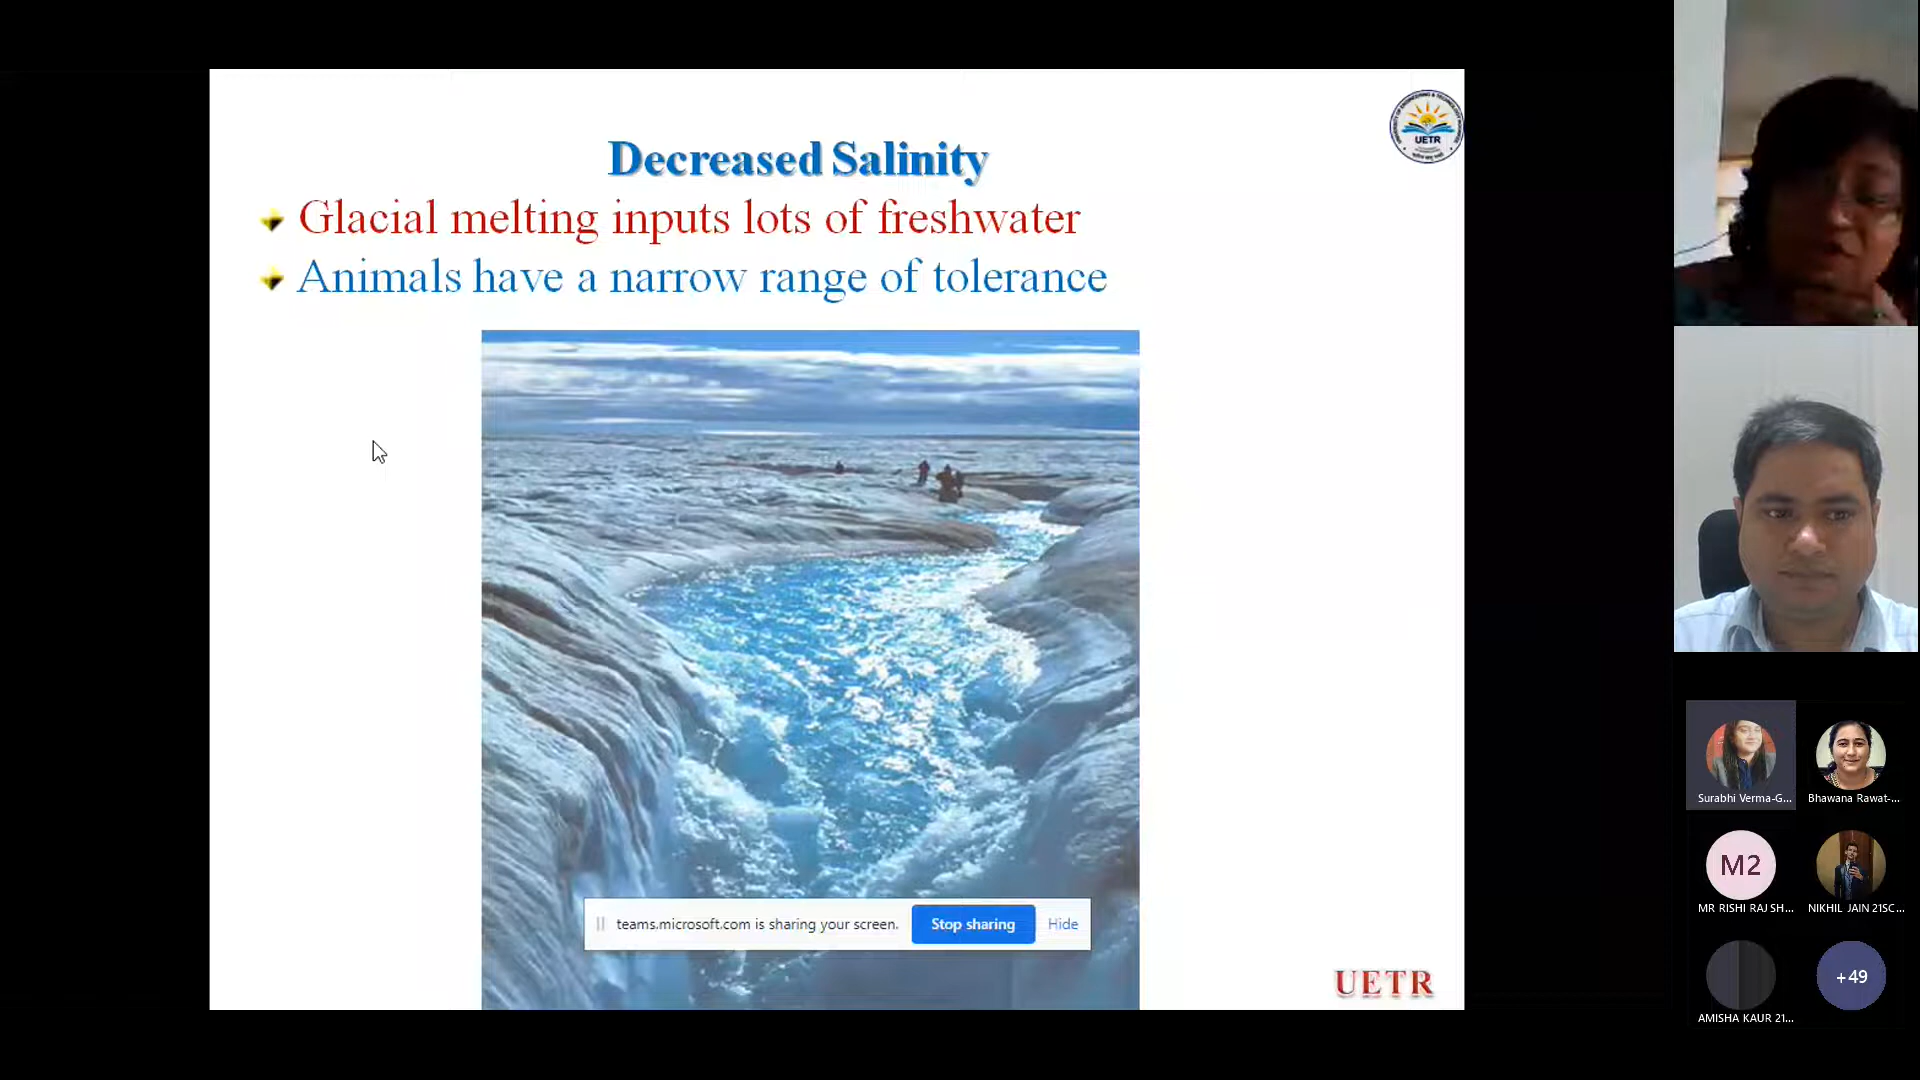 Decreased Salinity
Glacial melting inputs lots of freshwater
Animals have a narrow range of tolerance
UETR
teams.microsoft.com is sharing your screen.
Stop sharing
Hide
UETR
Surabhi Verma-G...
Bhawana Rawat-...
M2
MR RISHI RAJ SH...
NIKHIL JAIN 21SC...
AMISHA KAUR 21...
+49